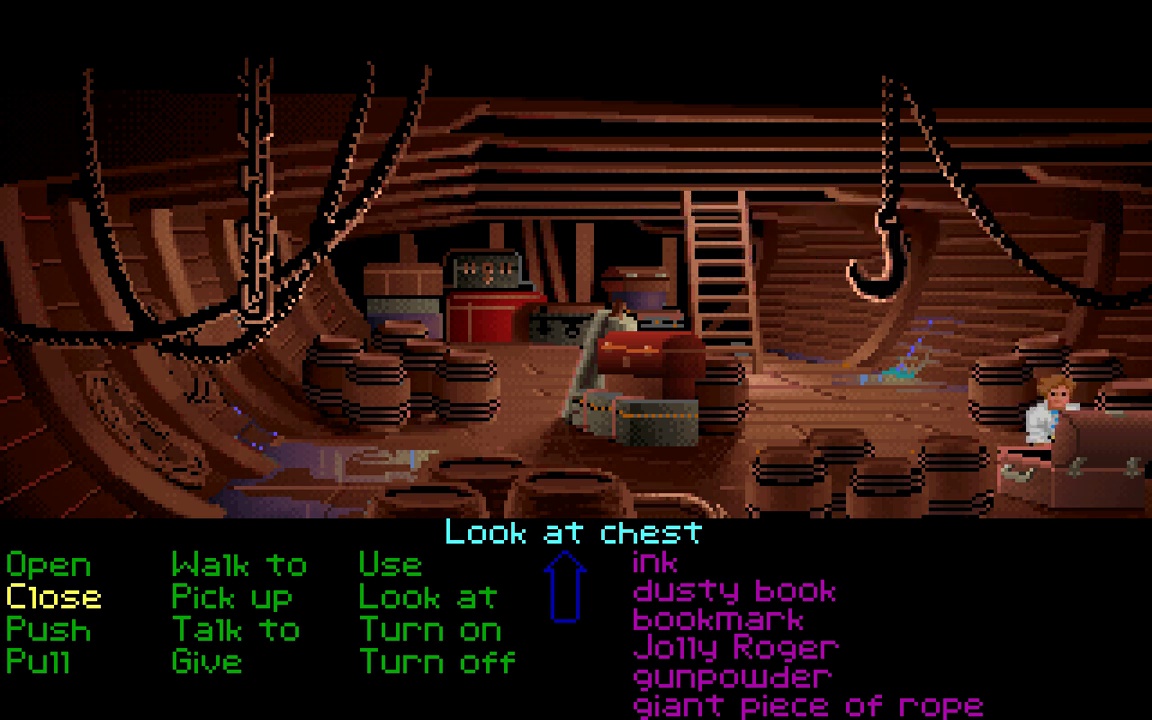 Look at chest
Open Walk to Use ink
Close Pick up Look at dusty book
Push Talk to Turn on bookmark
Pull Give Turn off Jolly Roger
gunpowder
giant piece of rope